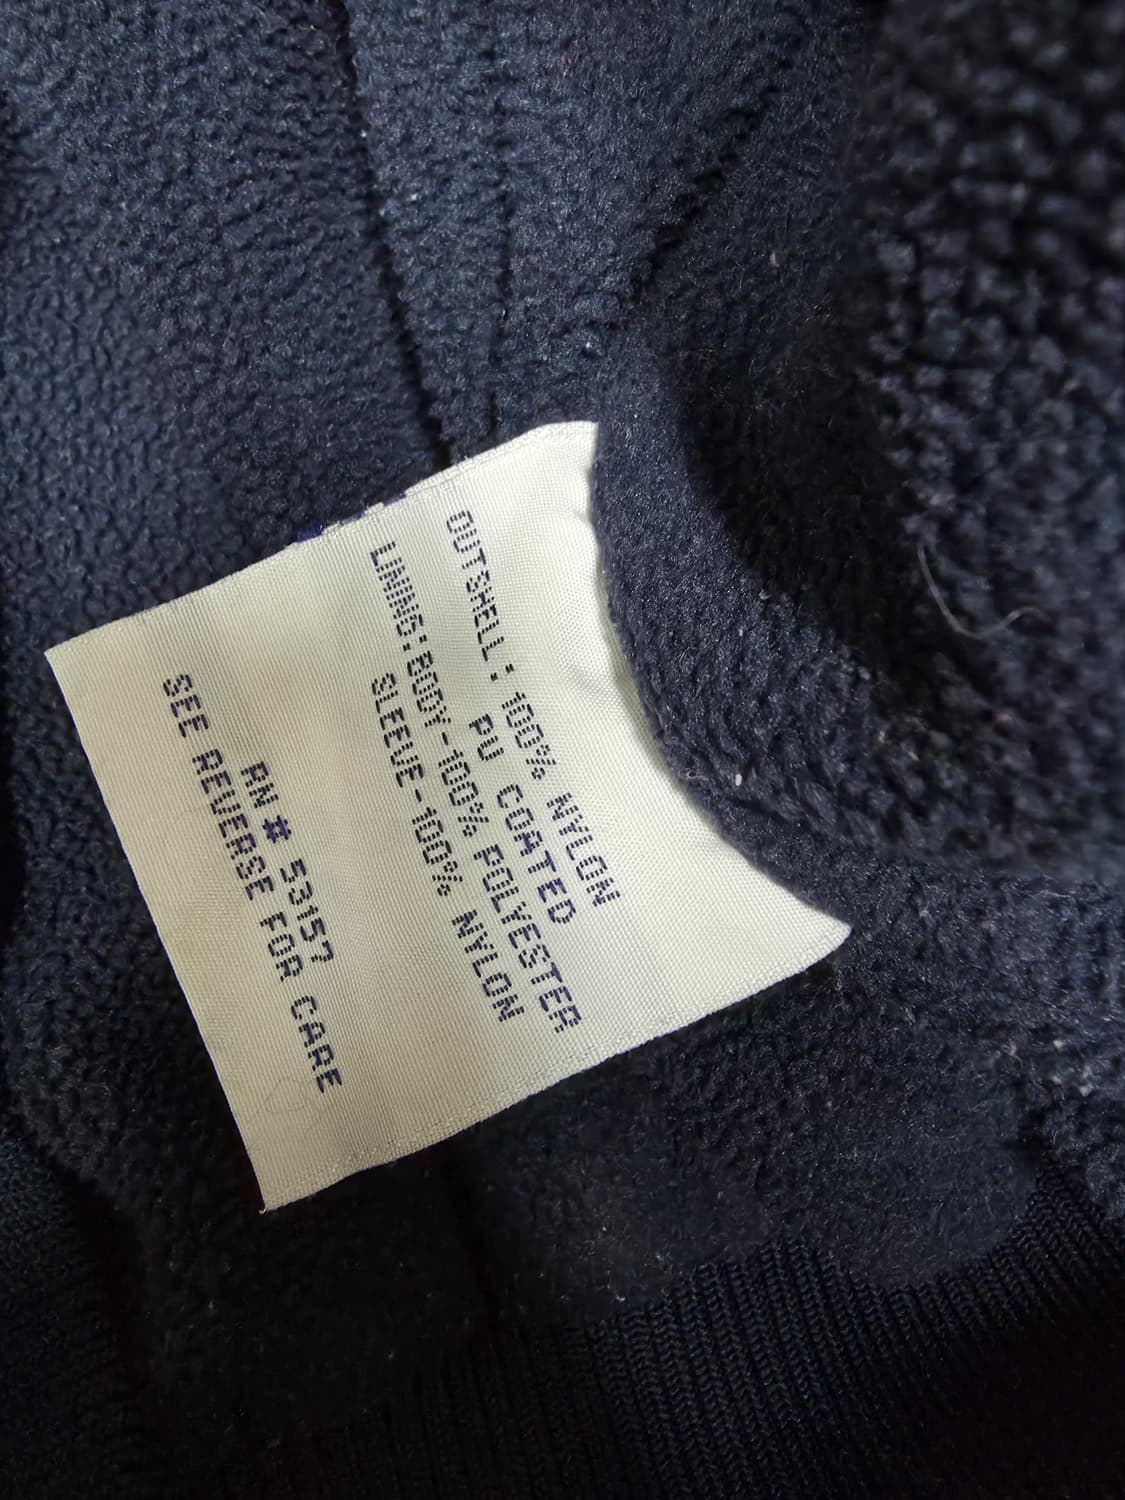 OUTSHELL: 100% NYLON
PU COATED
LINING:BODY-100% POLYESTER
SLEEVE-100% NYLON
RN # 53157
SEE REVERSE FOR CARE